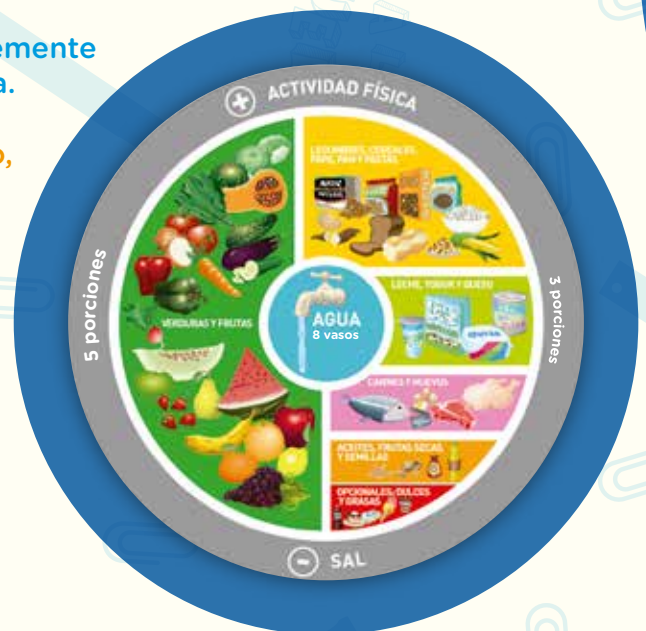 emente
a.
o,
+ ACTIVIDAD FÍSICA
5 porciones
LEGUMBRES, CEREALES,
PAPA, PAN Y PASTAS
VERDURAS Y FRUTAS
AGUA
8 vasos
LECHE, YOGUR Y QUESO
3 porciones
CARNES Y HUEVOS
ACEITES, FRUTAS SECAS
Y SEMILLAS
OPCIONALES, DULCES
Y GRASAS
- SAL